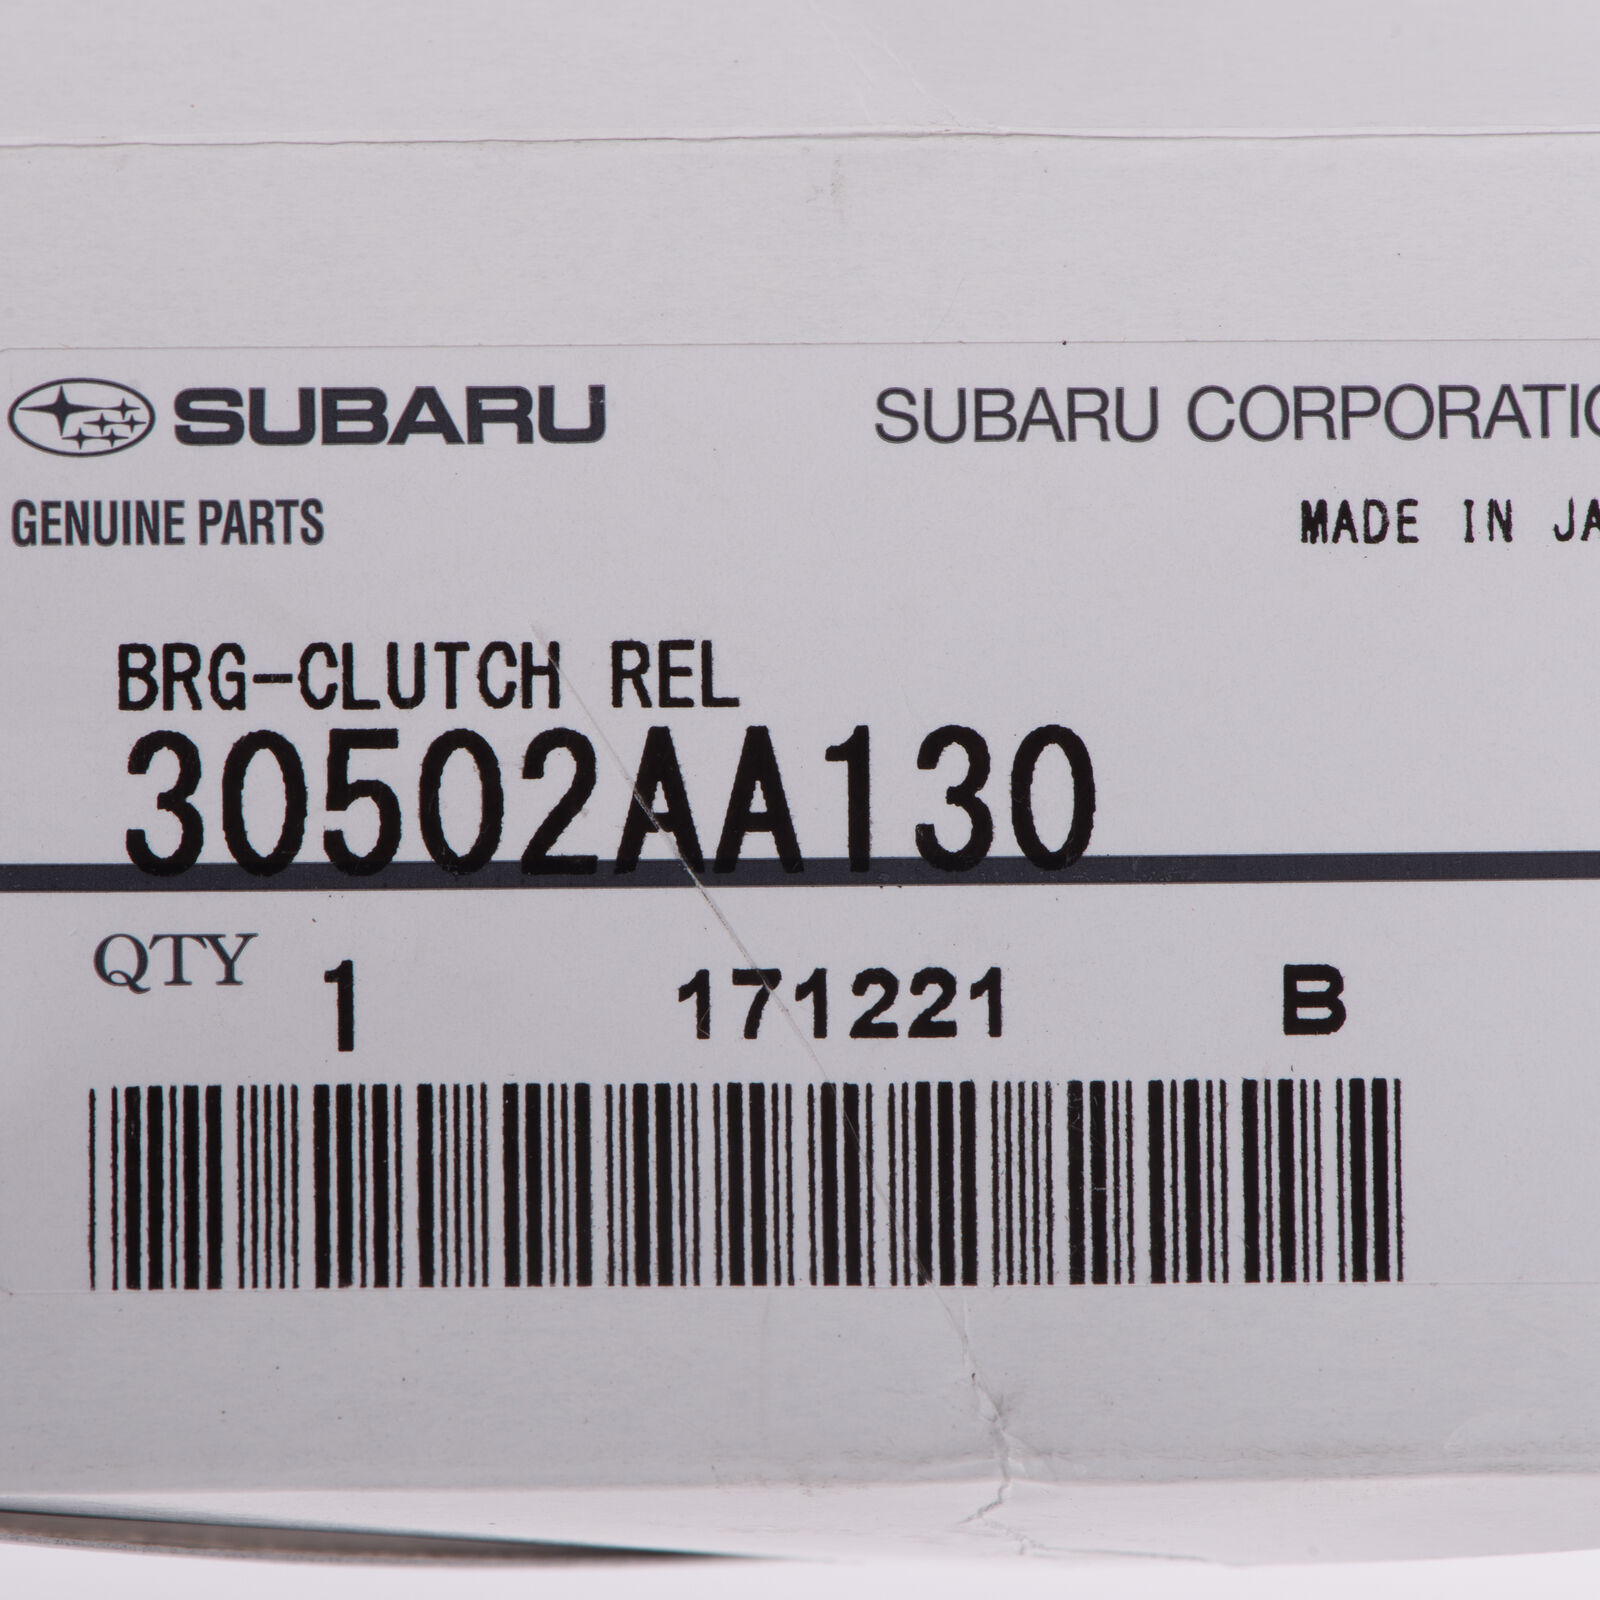 SUBARU SUBARU CORPORATIO
GENUINE PARTS MADE IN JA
BRG-CLUTCH REL
30502AA130
QTY 1 171221 B